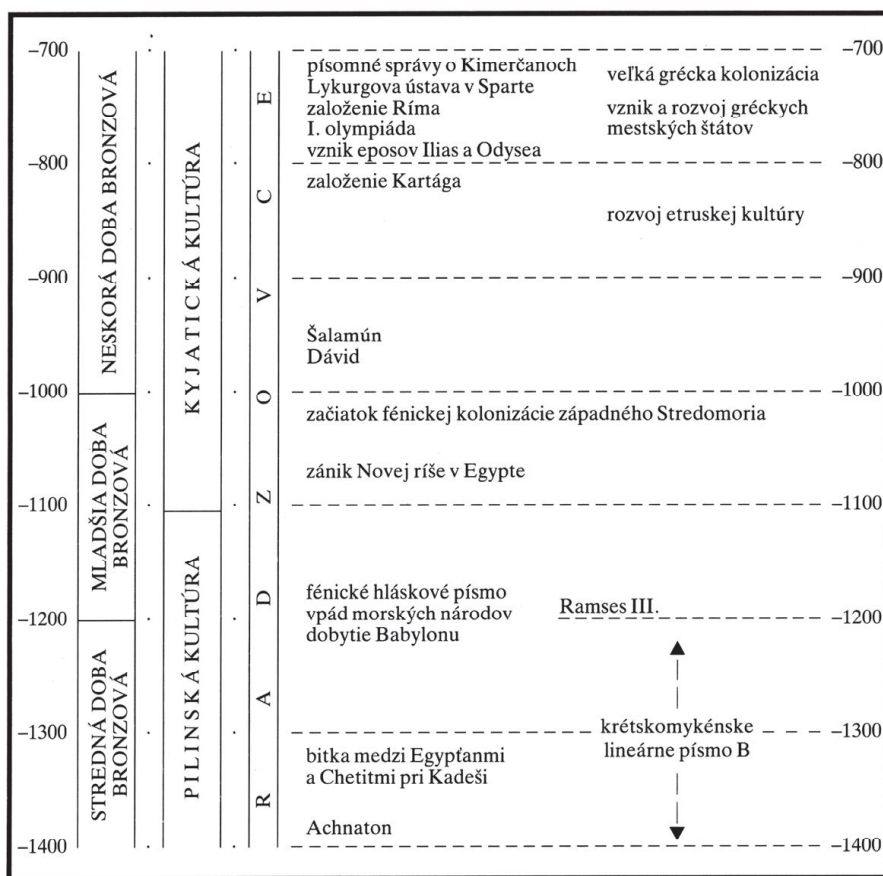 -700
-800
-900
-1000
-1100
-1200
-1300
-1400
NESKORÁ DOBA BRONZOVÁ
MLADŠIA DOBA
BRONZOVÁ
STREDNÁ DOBA
BRONZOVÁ
KYJATICKÁ KULTÚRA
PILINSKÁ KULTÚRA
RADZOVCE
písomné správy o Kimerčanoch
Lykurgova ústava v Sparte
založenie Ríma
I. olympiáda
vznik eposov Ilias a Odysea
veľká grécka kolonizácia
vznik a rozvoj gréckych
mestských štátov
založenie Kartága
rozvoj etruskej kultúry
Šalamún
Dávid
začiatok fénickej kolonizácie západného Stredomoria
zánik Novej ríše v Egypte
fénické hláskové písmo
vpád morských národov
dobytie Babylonu
Ramses III.
krétskomykénske
lineárne písmo B
bitka medzi Egypťanmi
a Chetitmi pri Kadeši
Achnaton
-700
-800
-900
-1000
-1100
-1200
-1300
-1400